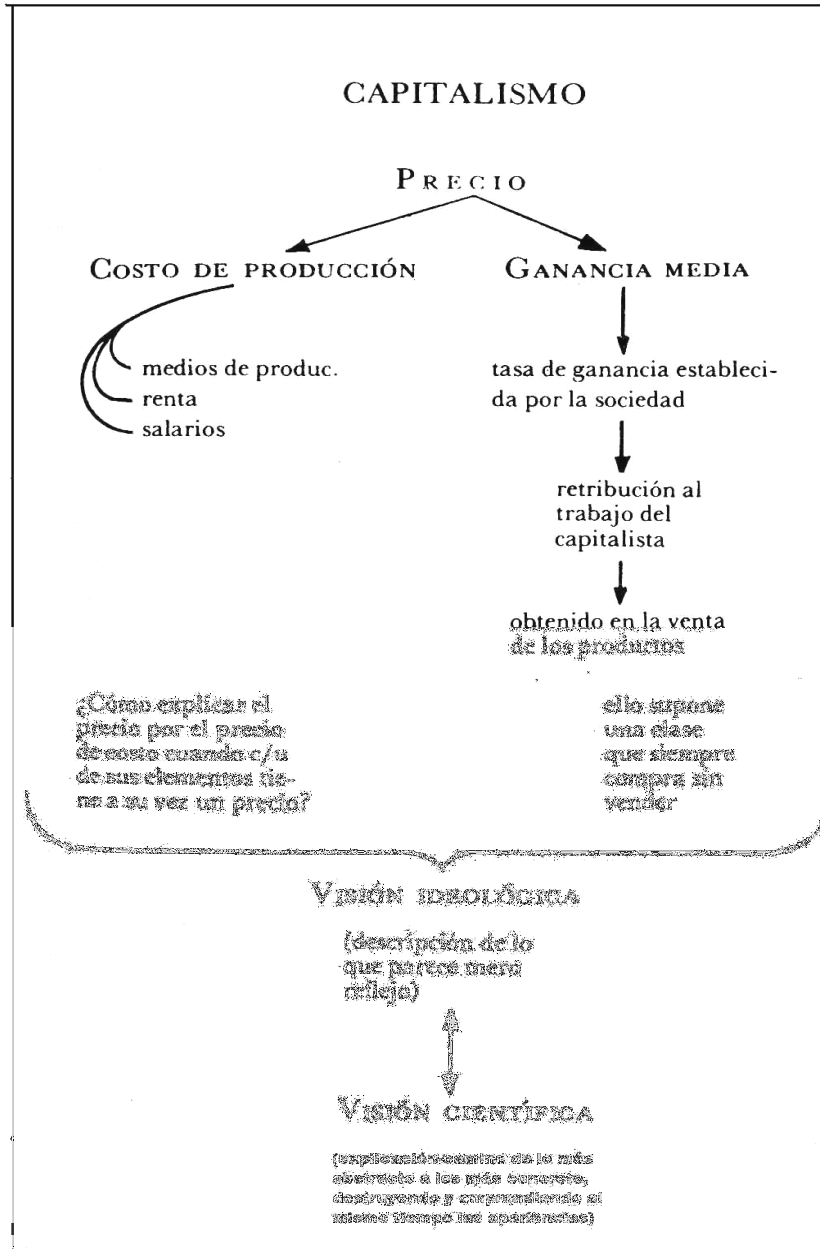 CAPITALISMO
PRECIO
COSTO DE PRODUCCIÓN
medios de produc.
renta
salarios
GANANCIA MEDIA
tasa de ganancia estableci-
da por la sociedad
retribución al
trabajo del
capitalista
obtenido en la venta
de los productos
¿Cómo explicar el
precio por el precio
de costo cuando c/u
de sus elementos tie-
ne a su vez un precio?
ello supone
una clase
que siempre
compra sin
vender
VISIÓN IDEOLÓGICA
(descripción de lo
que parece mero
reflejo)
VISIÓN CIENTÍFICA
(explicación de lo más
abstracto a los más concreto,
destruyendo y al
mismo tiempo las apariencias)